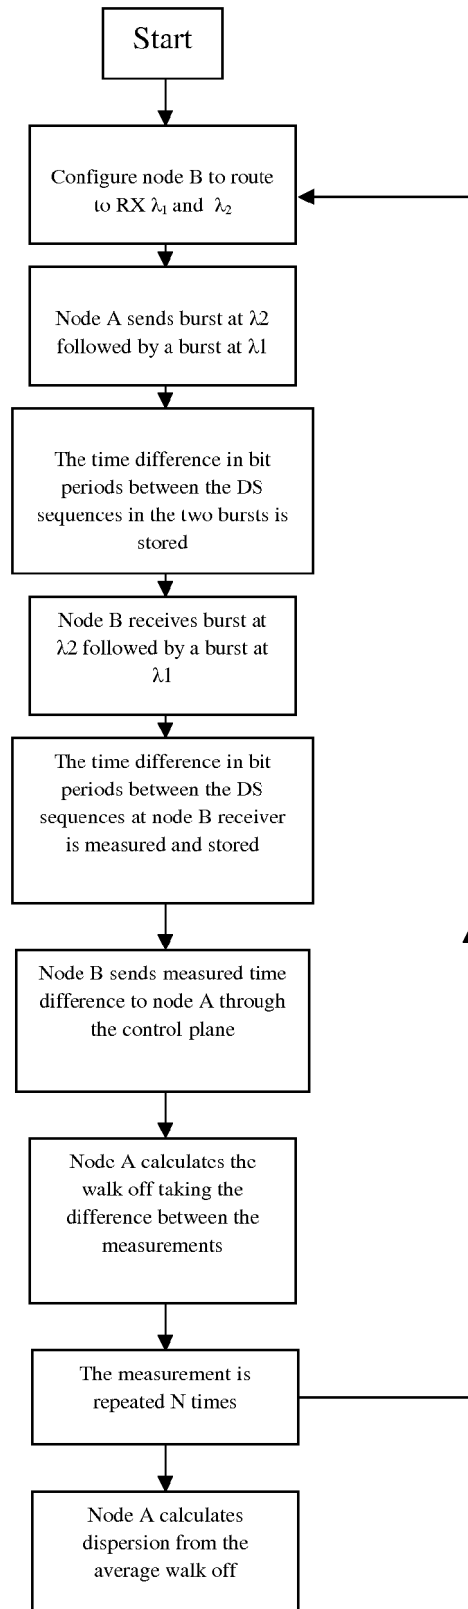 Start
Configure node B to route
to RX λ₁ and λ₂
Node A sends burst at λ2
followed by a burst at λ1
The time difference in bit
periods between the DS
sequences in the two bursts is
stored
Node B receives burst at
λ2 followed by a burst at
λ1
The time difference in bit
periods between the DS
sequences at node B receiver
is measured and stored
Node B sends measured time
difference to node A through
the control plane
Node A calculates the
walk off taking the
difference between the
measurements
The measurement is
repeated N times
Node A calculates
dispersion from the
average walk off